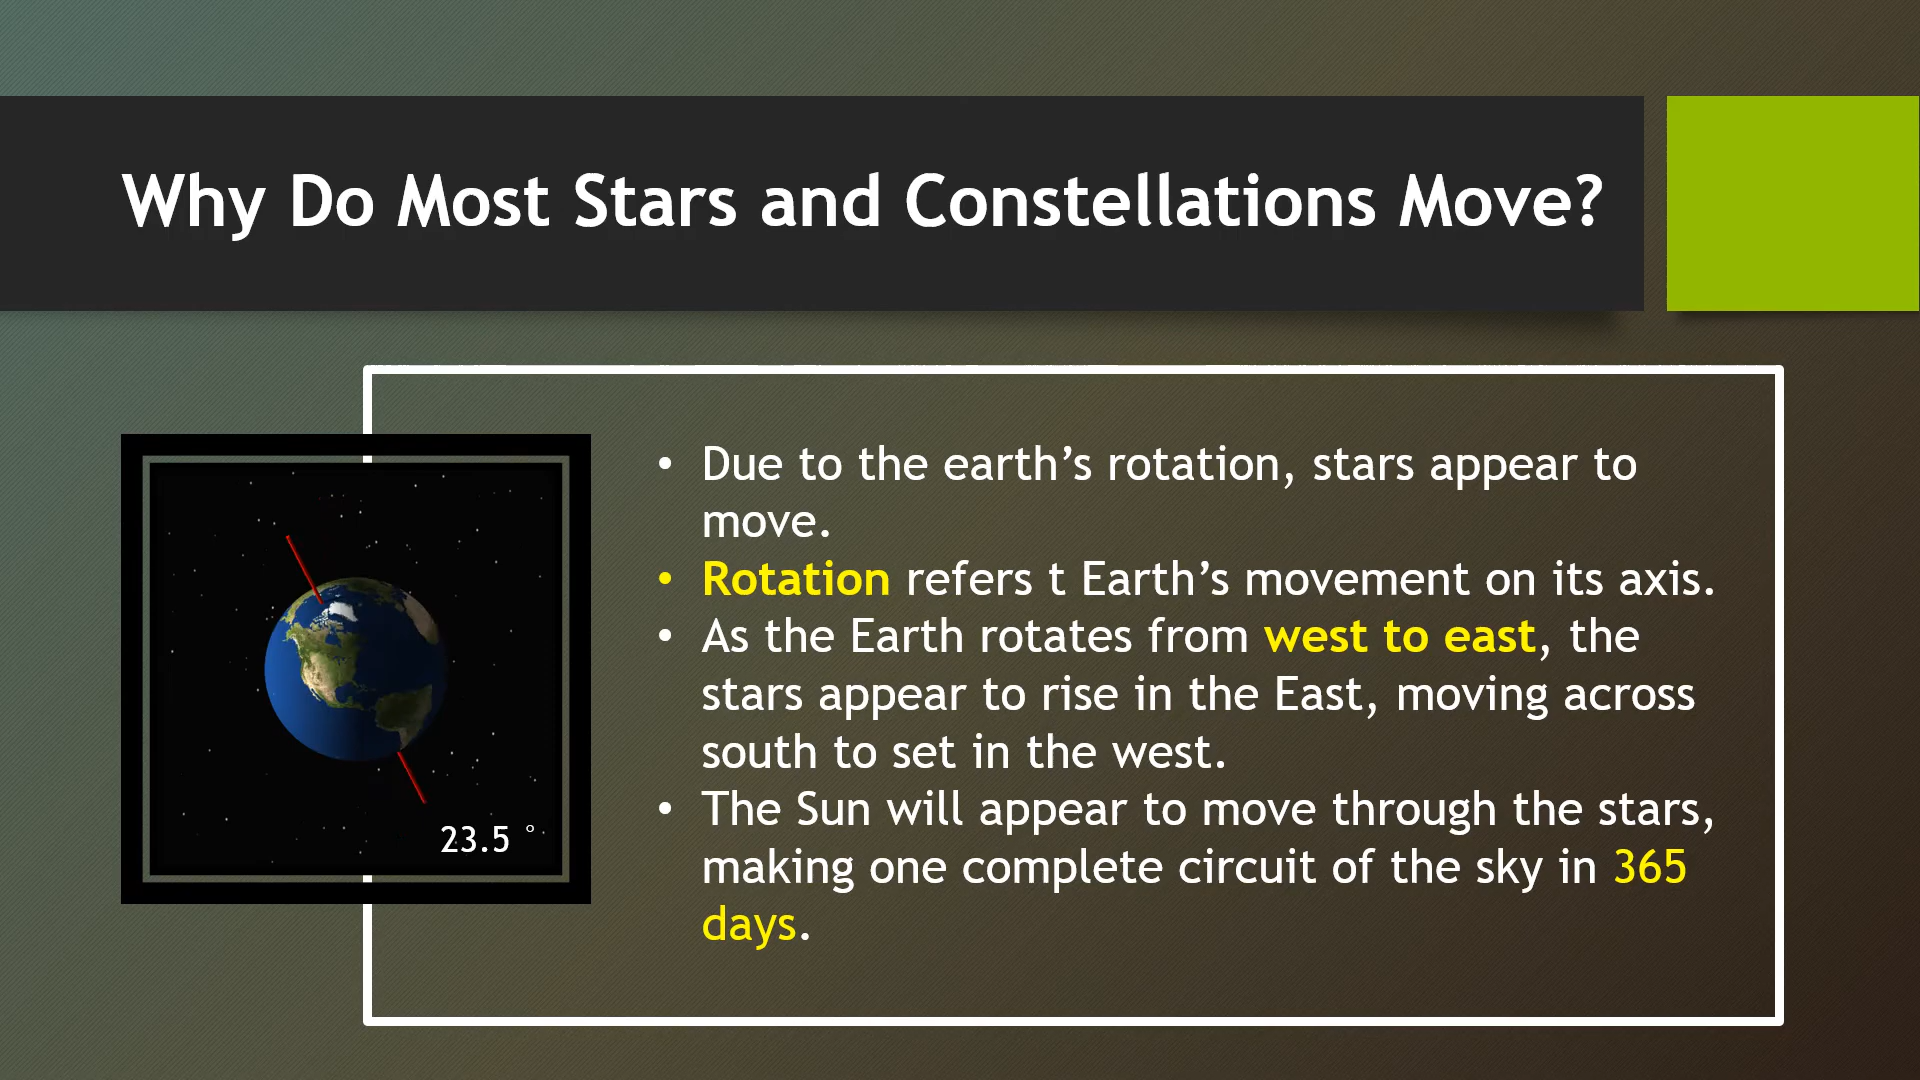 Why Do Most Stars and Constellations Move?
• Due to the earth’s rotation, stars appear to
move.
• Rotation refers t Earth’s movement on its axis.
• As the Earth rotates from west to east, the
stars appear to rise in the East, moving across
south to set in the west.
• The Sun will appear to move through the stars,
making one complete circuit of the sky in 365
days.
23.5 °